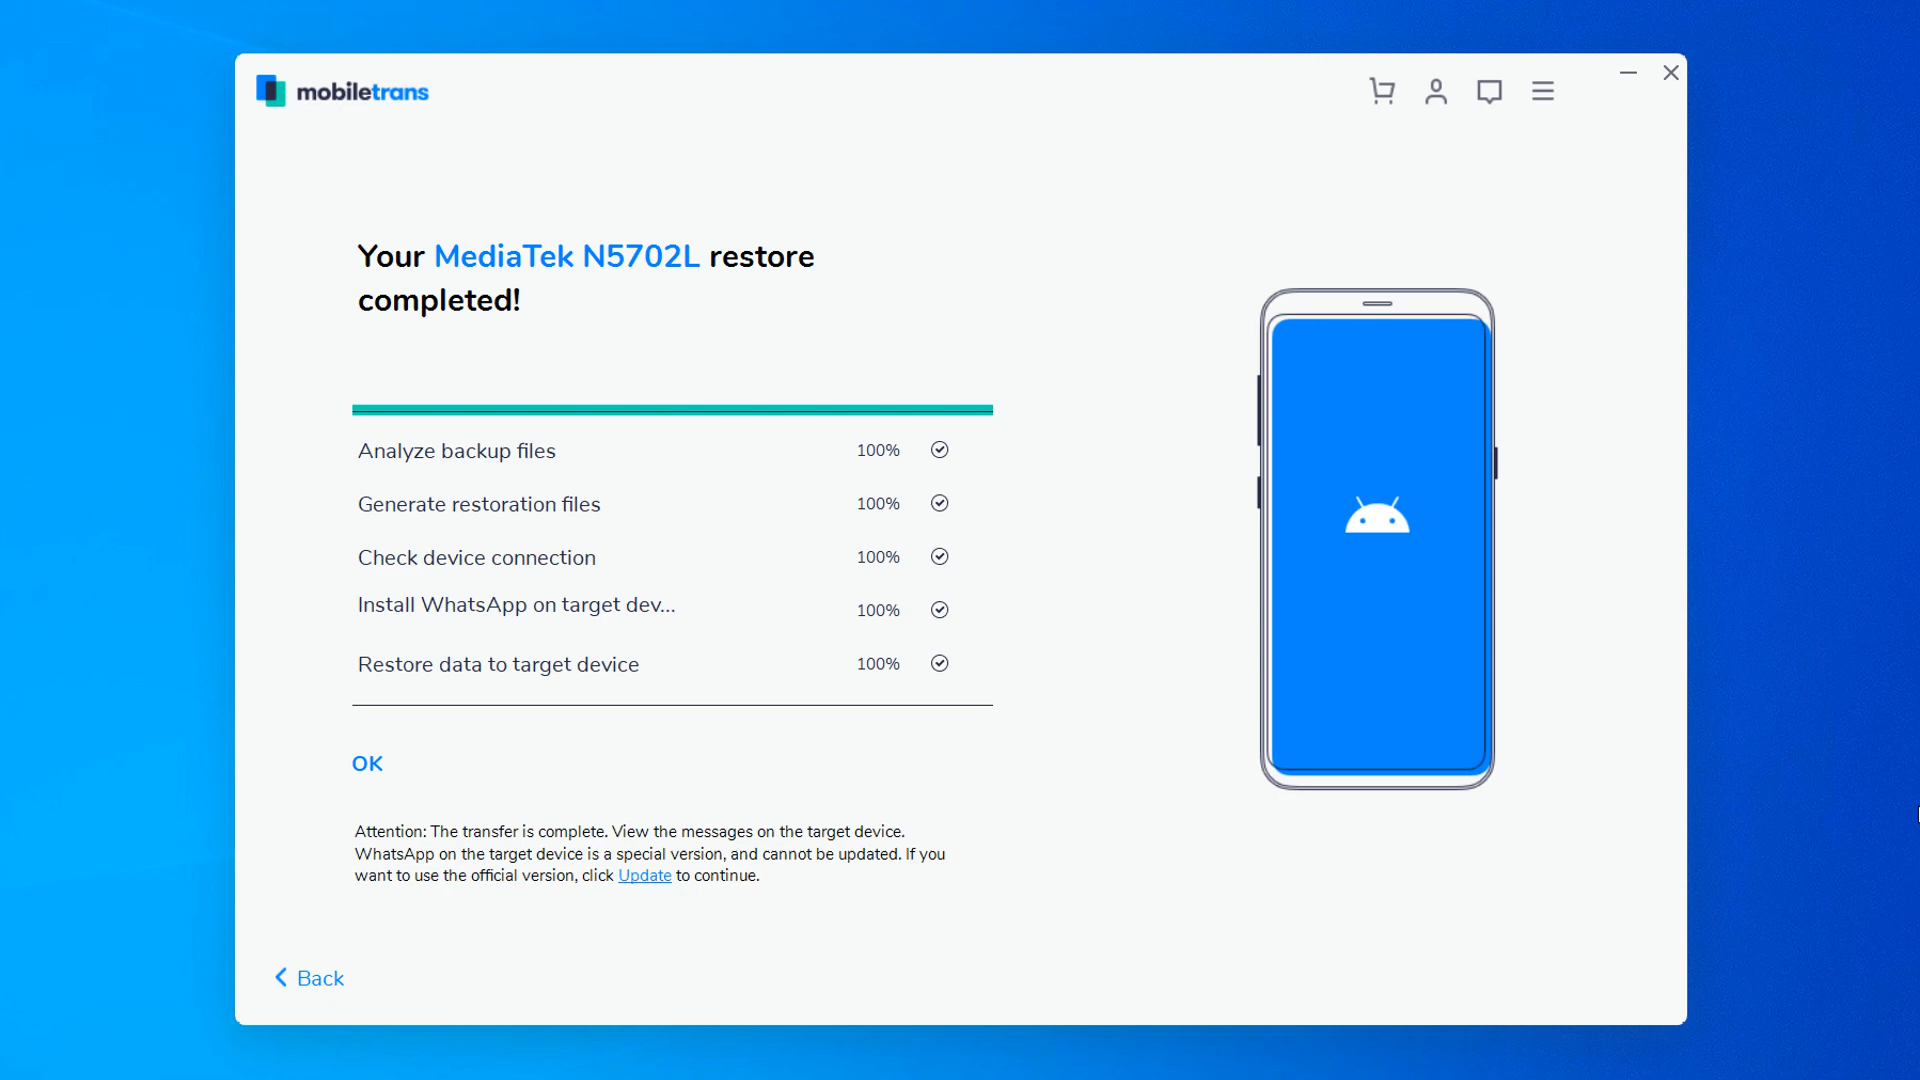 mobiletrans
Your MediaTek N5702L restore
completed!
Analyze backup files 100%
Generate restoration files 100%
Check device connection 100%
Install WhatsApp on target dev... 100%
Restore data to target device 100%
OK
Attention: The transfer is complete. View the messages on the target device.
WhatsApp on the target device is a special version, and cannot be updated. If you
want to use the official version, click Update to continue.
Back